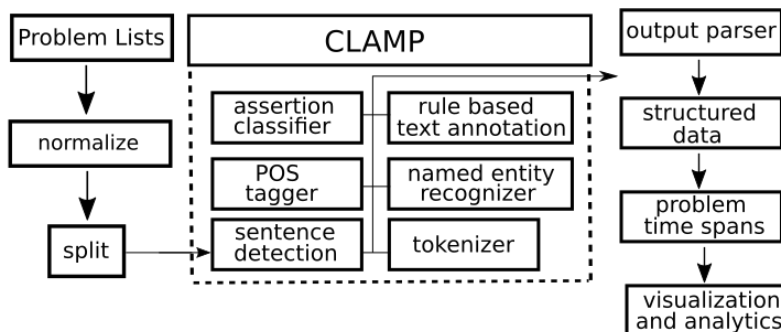 Problem Lists
normalize
split
CLAMP
assertion
classifier
rule based
text annotation
POS
tagger
named entity
recognizer
sentence
detection
tokenizer
output parser
structured
data
problem
time spans
visualization
and analytics